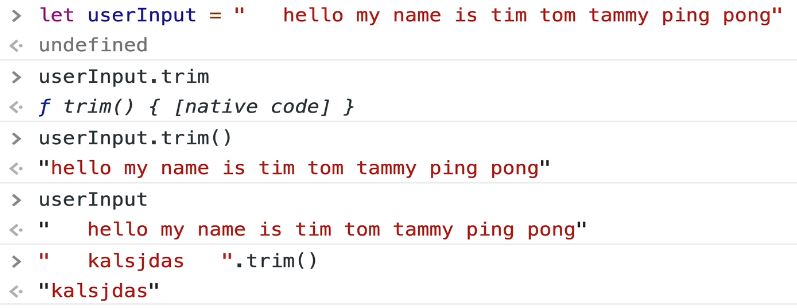 > let userInput = "   hello my name is tim tom tammy ping pong"
<· undefined
> userInput.trim
<· ƒ trim() { [native code] }
> userInput.trim()
<· "hello my name is tim tom tammy ping pong"
> userInput
<· "   hello my name is tim tom tammy ping pong"
> "   kalsjdas   ".trim()
<· "kalsjdas"